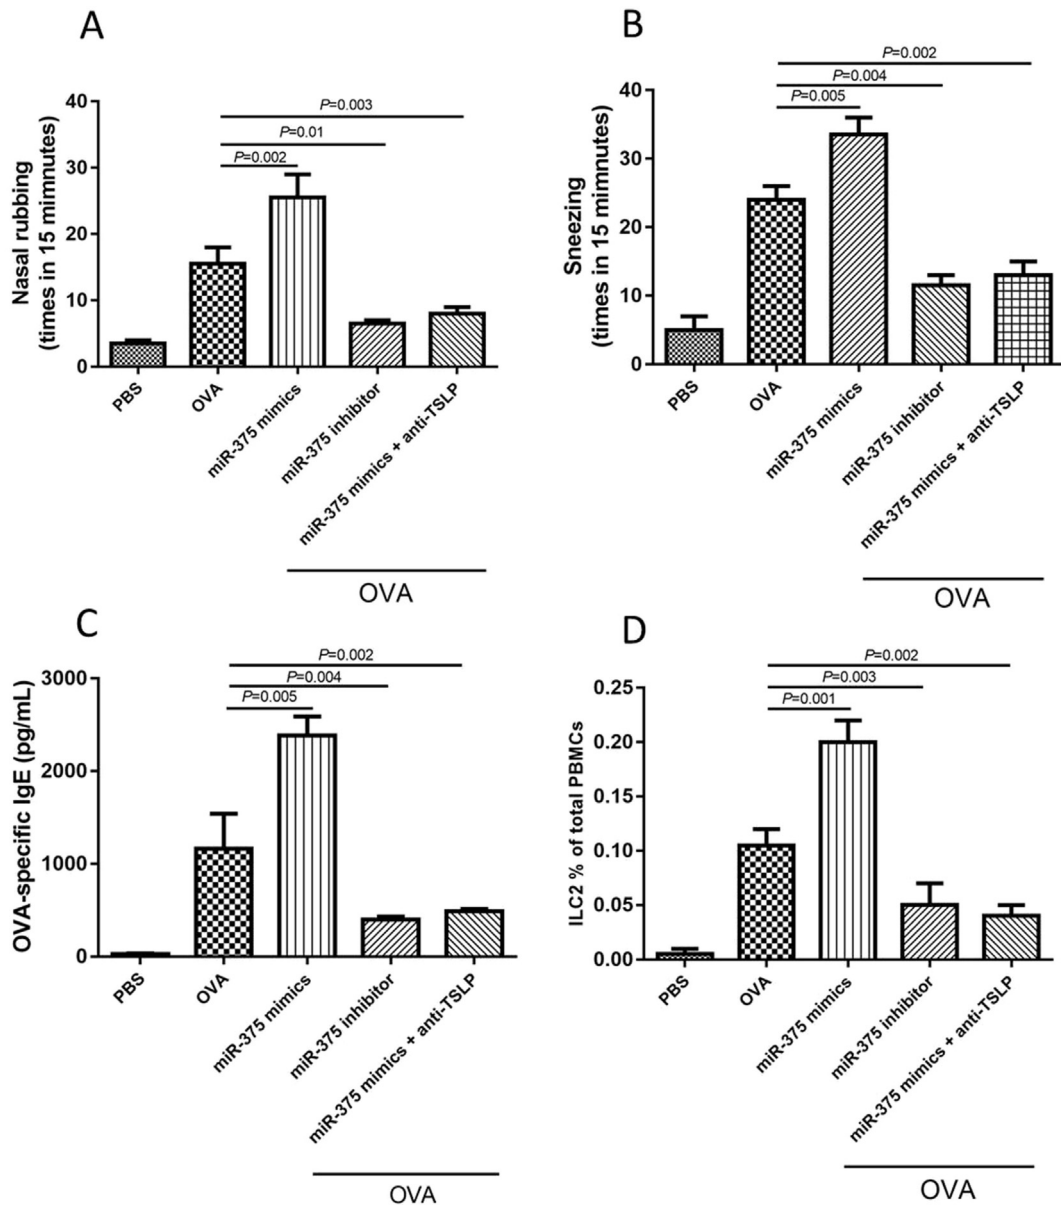 A
Nasal rubbing
(times in 15 mimnutes)
40
30
20
10
0
P=0.003
P=0.01
P=0.002
PBS
OVA
miR-375 mimics
miR-375 inhibitor
miR-375 mimics + anti-TSLP
OVA
B
Sneezing
(times in 15 mimnutes)
40
30
20
10
0
P=0.002
P=0.004
P=0.005
PBS
OVA
miR-375 mimics
miR-375 inhibitor
miR-375 mimics + anti-TSLP
OVA
C
OVA-specific IgE (pg/mL)
3000
2000
1000
0
P=0.002
P=0.004
P=0.005
PBS
OVA
miR-375 mimics
miR-375 inhibitor
miR-375 mimics + anti-TSLP
OVA
D
ILC2 % of total PBMCs
0.25
0.20
0.15
0.10
0.05
0.00
P=0.002
P=0.003
P=0.001
PBS
OVA
miR-375 mimics
miR-375 inhibitor
miR-375 mimics + anti-TSLP
OVA